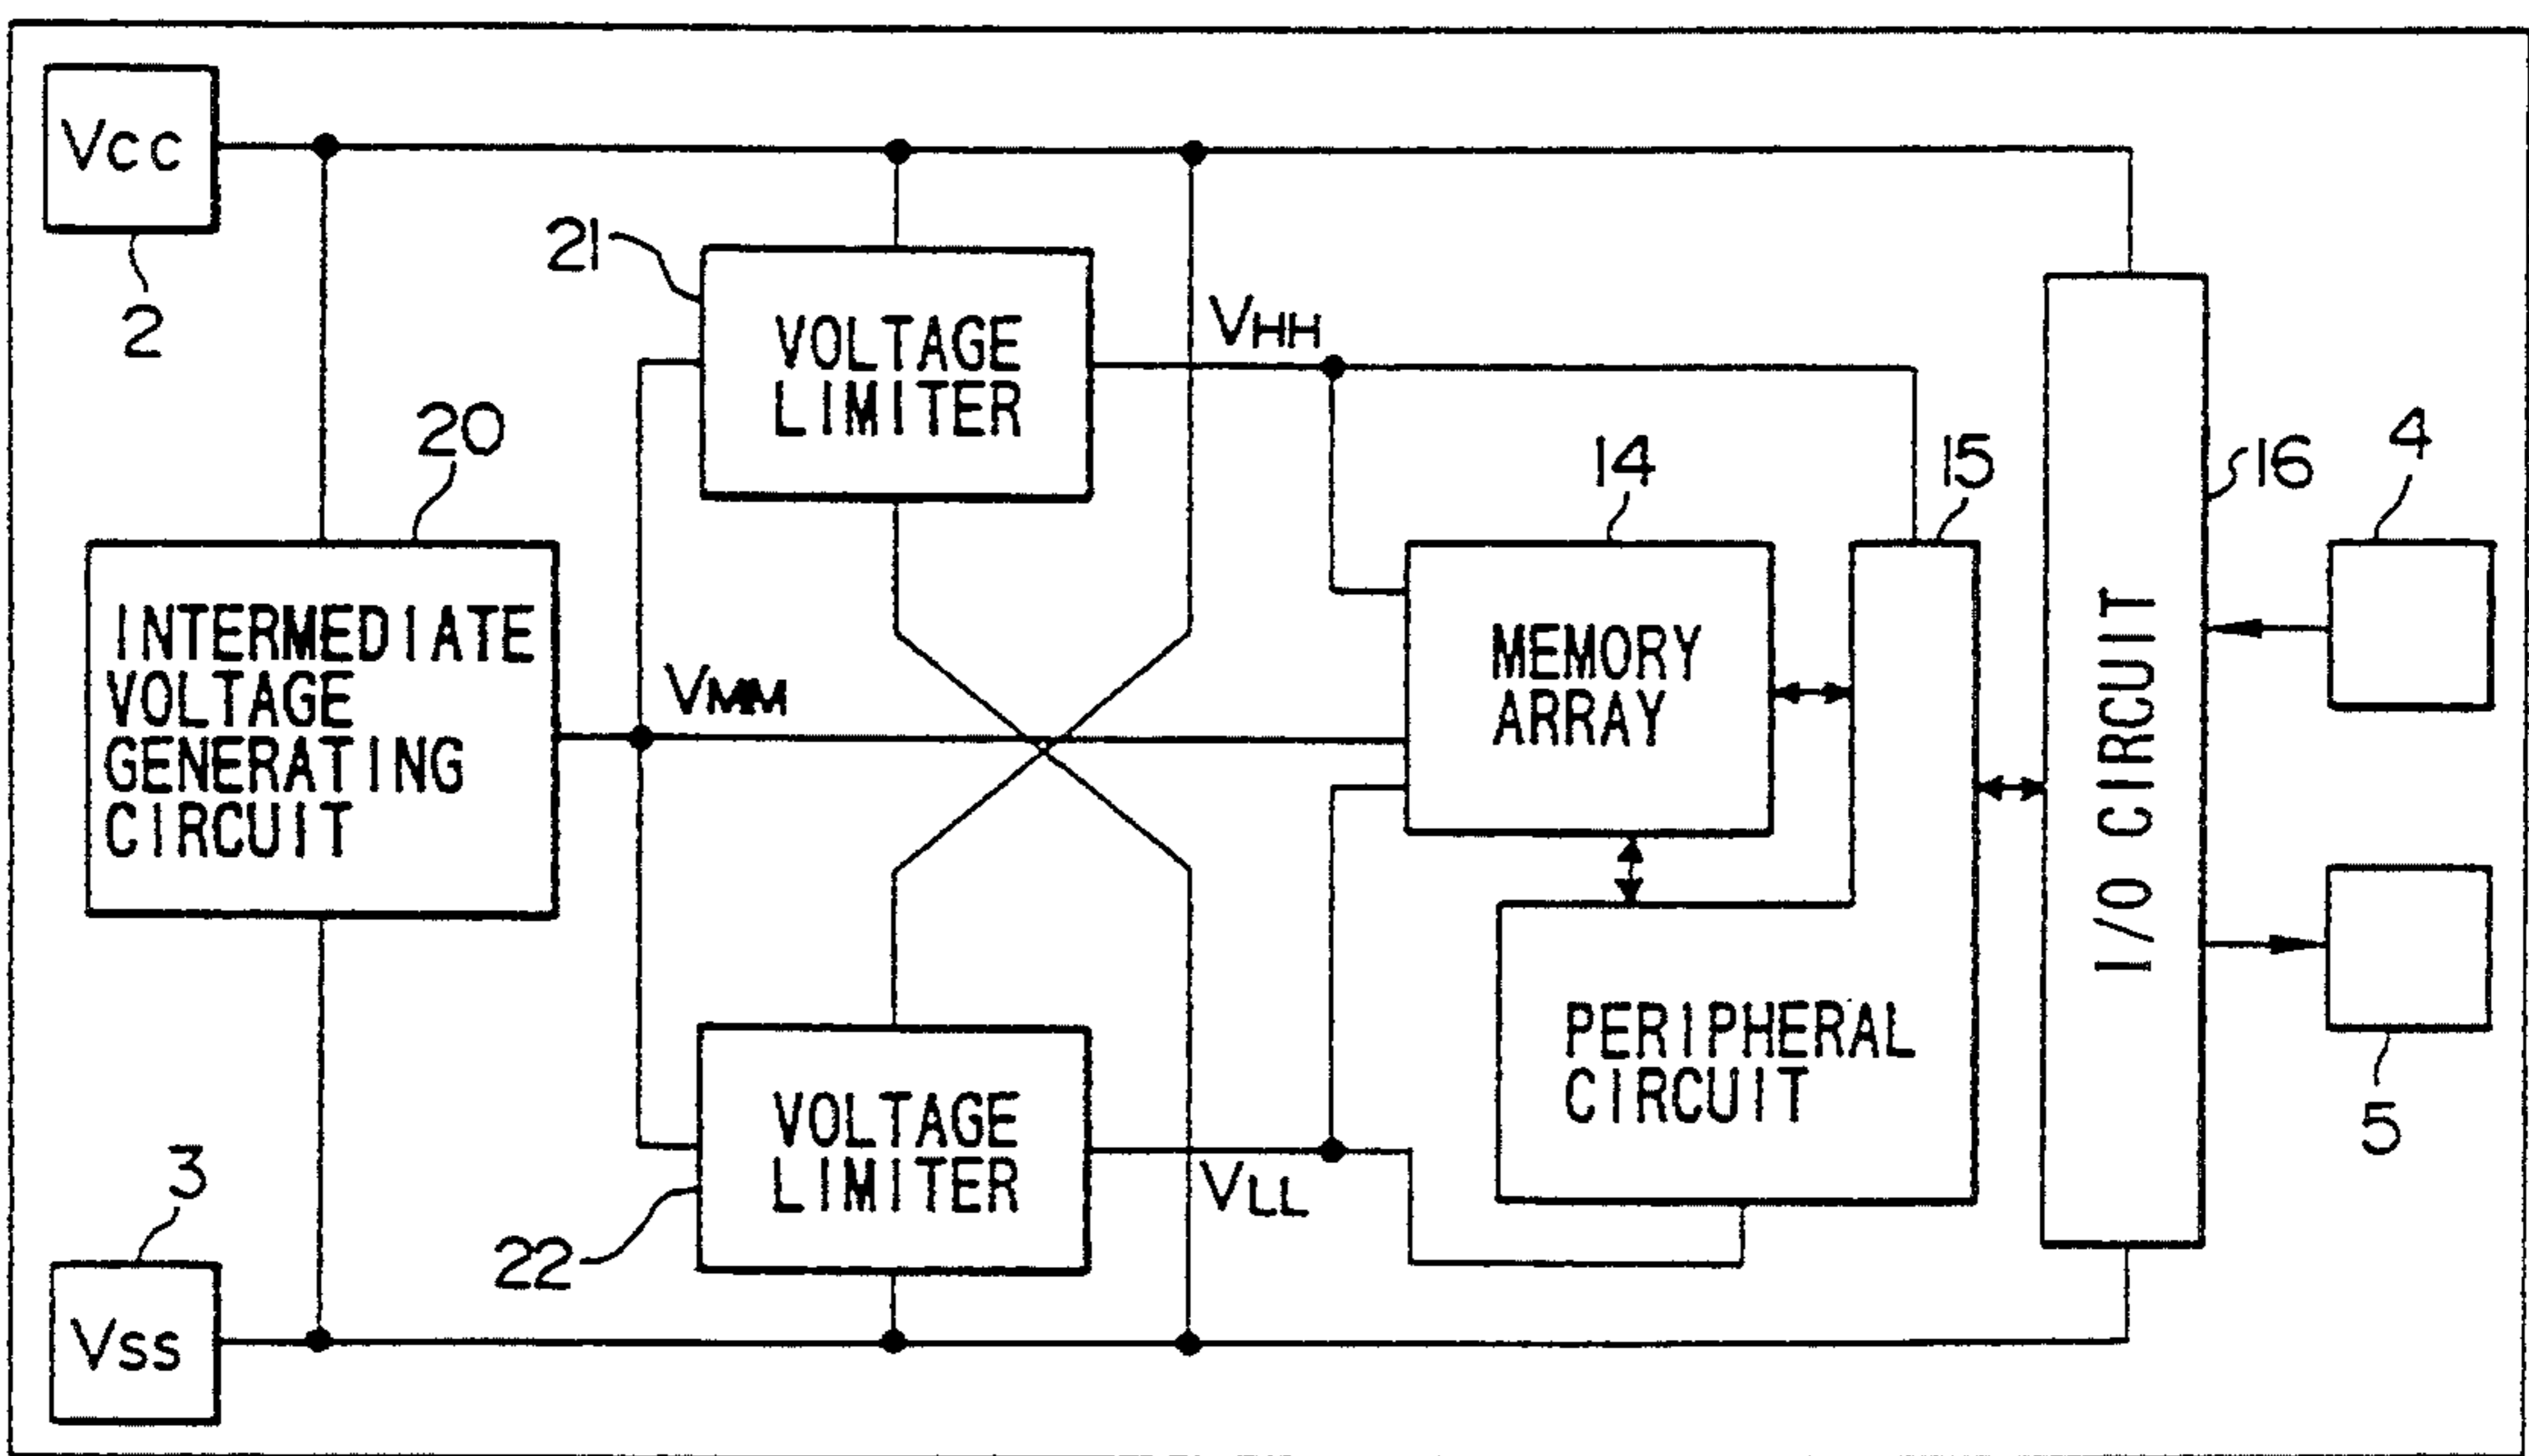 Vcc
2
21
VOLTAGE
LIMITER
VHH
20
INTERMEDIATE
VOLTAGE
GENERATING
CIRCUIT
VMM
14
MEMORY
ARRAY
15
16
I/O CIRCUIT
4
PERIPHERAL
CIRCUIT
5
VOLTAGE
LIMITER
22
VLL
3
Vss